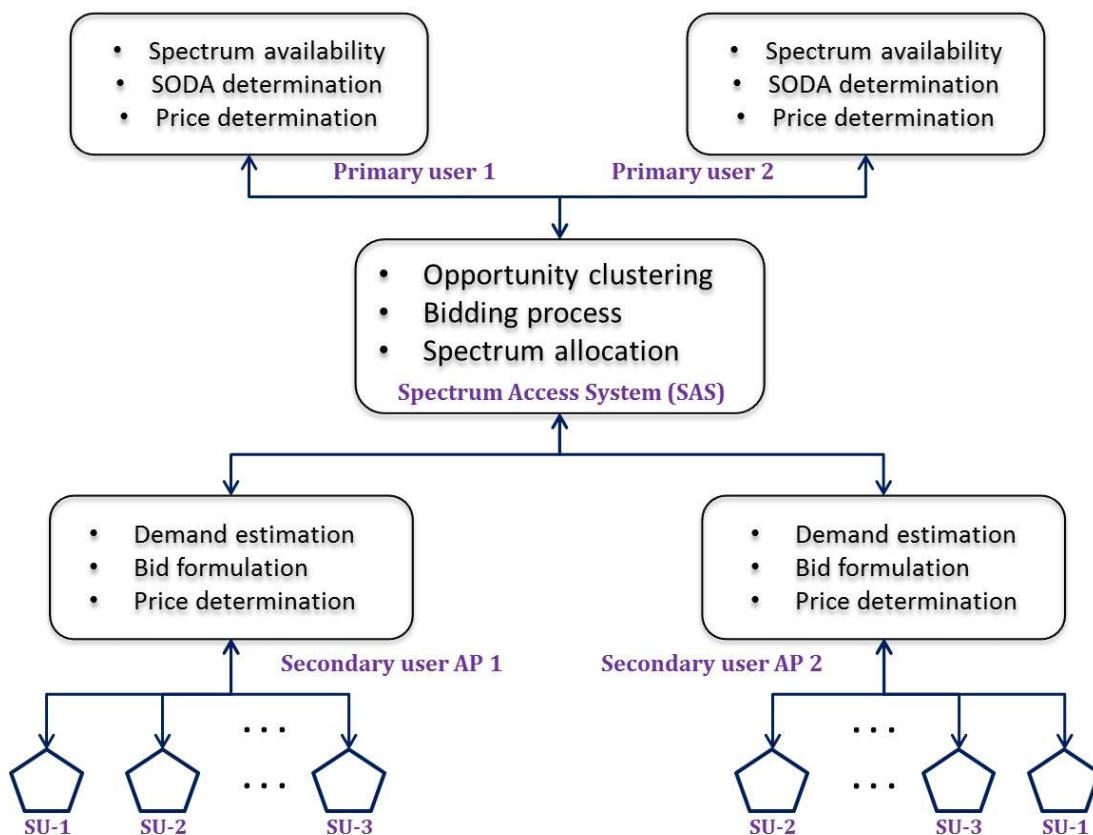 • Spectrum availability
• SODA determination
• Price determination
• Spectrum availability
• SODA determination
• Price determination
Primary user 1
Primary user 2
• Opportunity clustering
• Bidding process
• Spectrum allocation
Spectrum Access System (SAS)
• Demand estimation
• Bid formulation
• Price determination
• Demand estimation
• Bid formulation
• Price determination
Secondary user AP 1
Secondary user AP 2
...
...
...
...
SU-1
SU-2
SU-3
SU-2
SU-3
SU-1